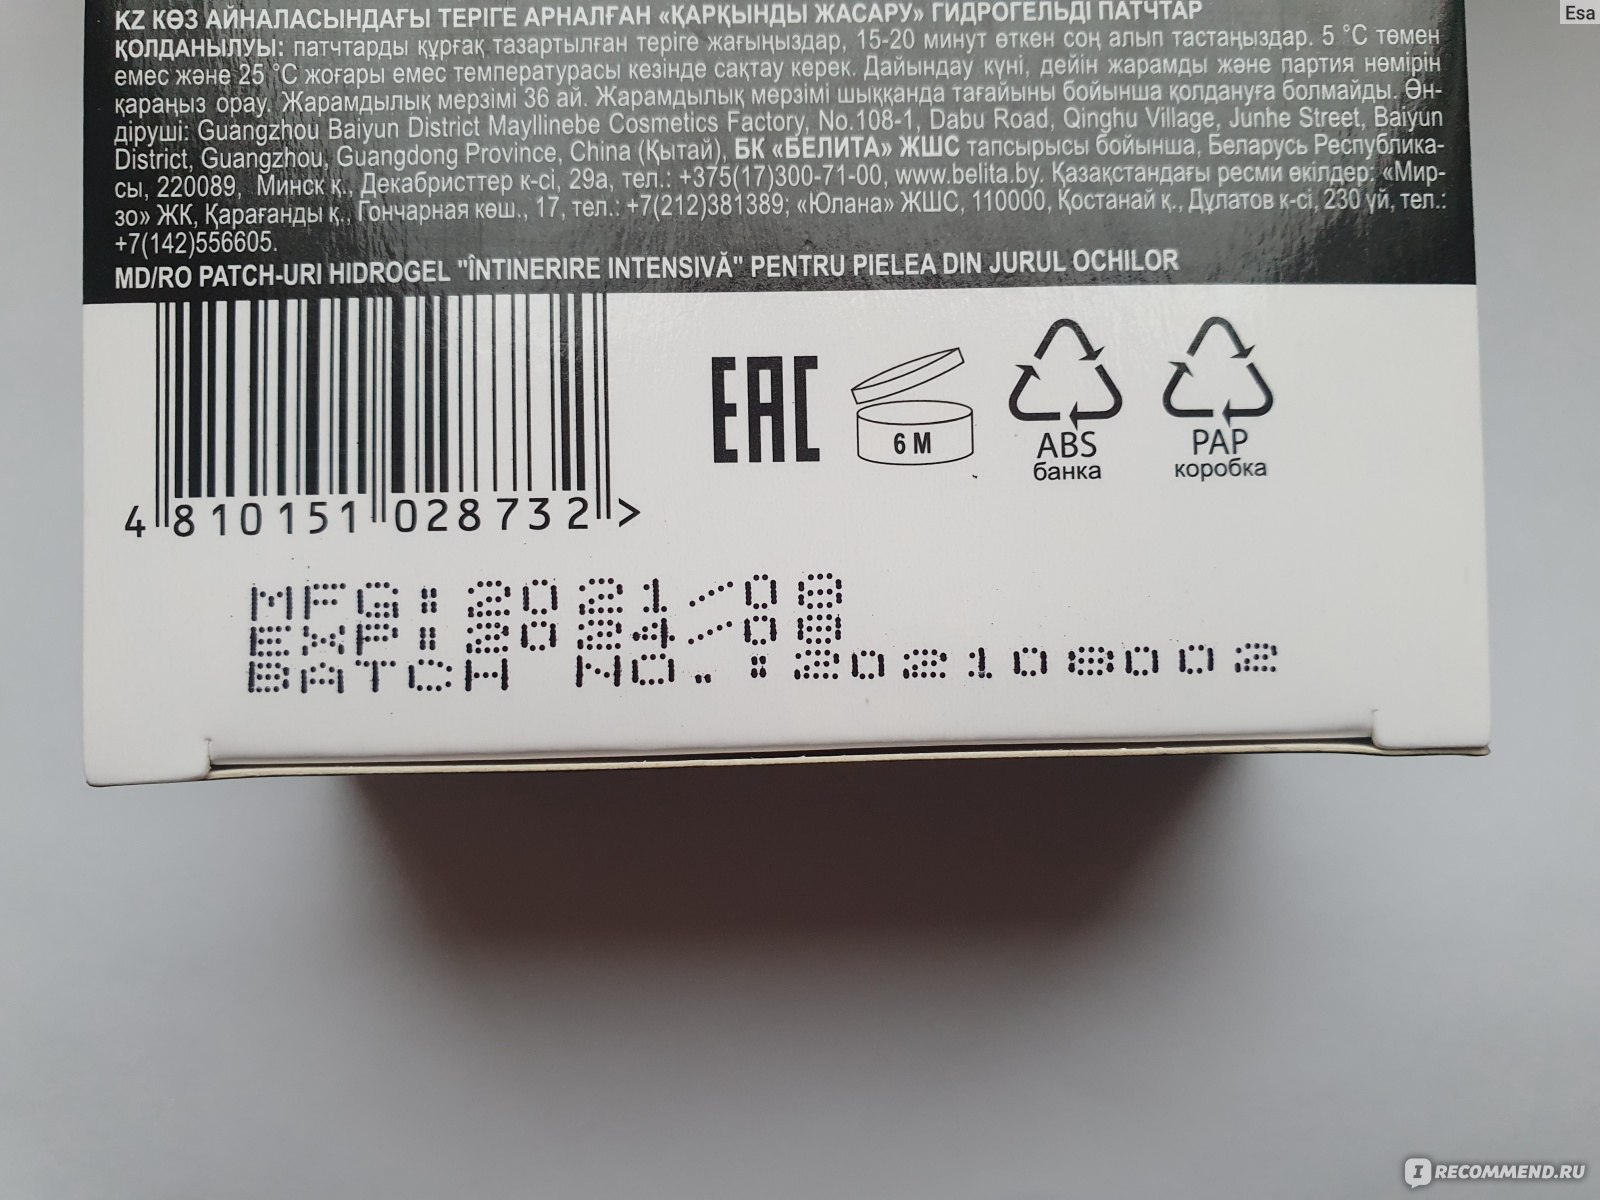 KZ КӨЗ АЙНАЛАСЫНДАҒЫ ТЕРІГЕ АРНАЛҒАН «ҚАРҚЫНДЫ ЖАСАРУ» ГИДРОГЕЛЬДІ ПАТЧТАР
ҚОЛДАНЫЛУЫ: патчтарды құрғақ тазартылған теріге жағыңыздар, 15-20 минут өткен соң алып тастаңыздар. 5 °C төмен
емес және 25 °C жоғары емес температурасы кезінде сақтау керек. Дайындау күні, дейін жарамды және партия нөмірін
қараңыз орау. Жарамдылық мерзімі 36 ай. Жарамдылық мерзімі шыққанда тағайыны бойынша қолдануға болмайды. Өн-
діруші: Guangzhou Baiyun District Mayllinebe Cosmetics Factory, No.108-1, Dabu Road, Qinghu Village, Junhe Street, Baiyun
District, Guangzhou, Guangdong Province, China (Қытай), БК «БЕЛИТА» ЖШС тапсырысы бойынша, Беларусь Республика-
сы, 220089, Минск қ., Декабристтер к-сі, 29а, тел.: +375(17)300-71-00, www.belita.by. Қазақстандағы ресми өкілдер: «Мир-
зо» ЖК, Қарағанды қ., Гончарная көш., 17, тел.: +7(212)381389; «Юлана» ЖШС, 110000, Қостанай қ., Дұлатов к-сі, 230 үй, тел.:
+7(142)556605.
MD/RO PATCH-URI HIDROGEL "ÎNTINERIRE INTENSIVĂ" PENTRU PIELEA DIN JURUL OCHILOR
EAC
6 M
ABS
банка
PAP
коробка
4 810151 028732 >
MFG:2021/08
EXP:2024/08
BATCH NO.:20210802
Esa
IRECOMMEND.RU